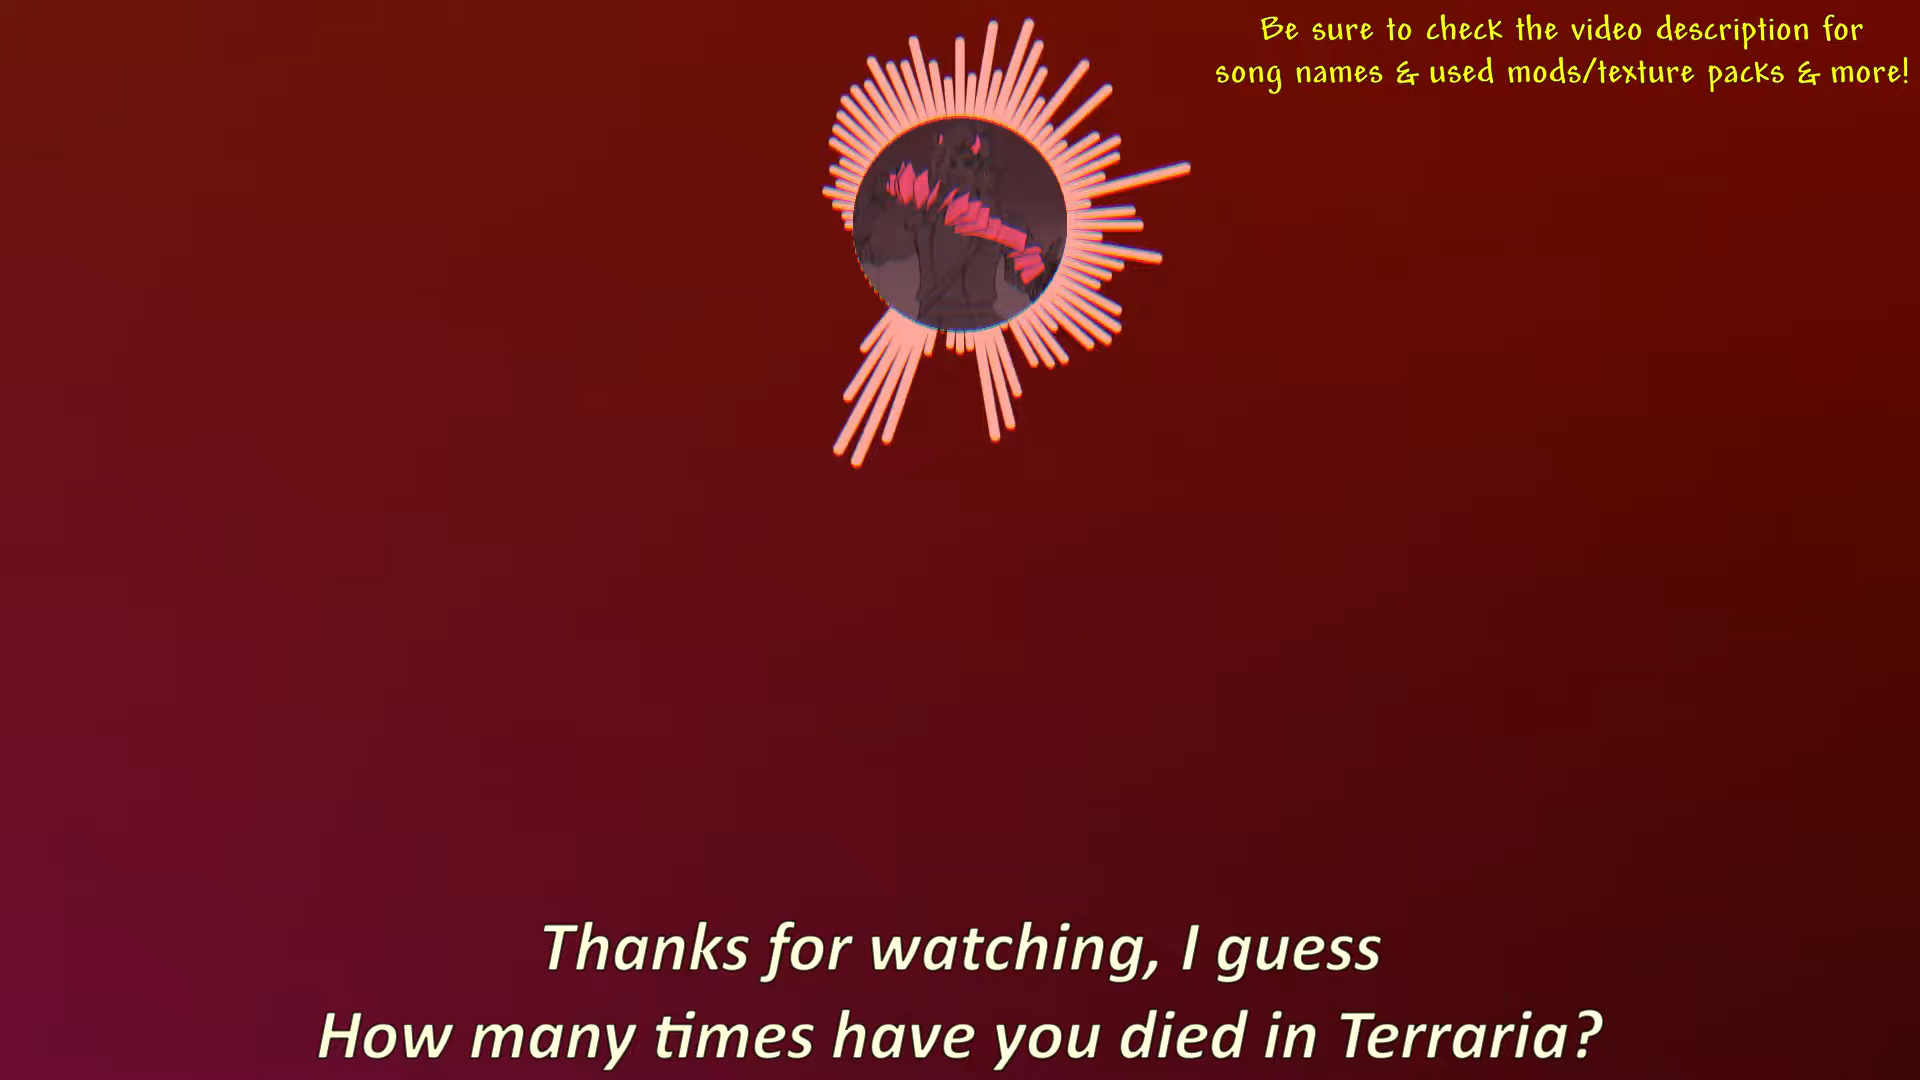 Be sure to check the video description for
song names & used mods/texture packs & more!
Thanks for watching, I guess
How many times have you died in Terraria?